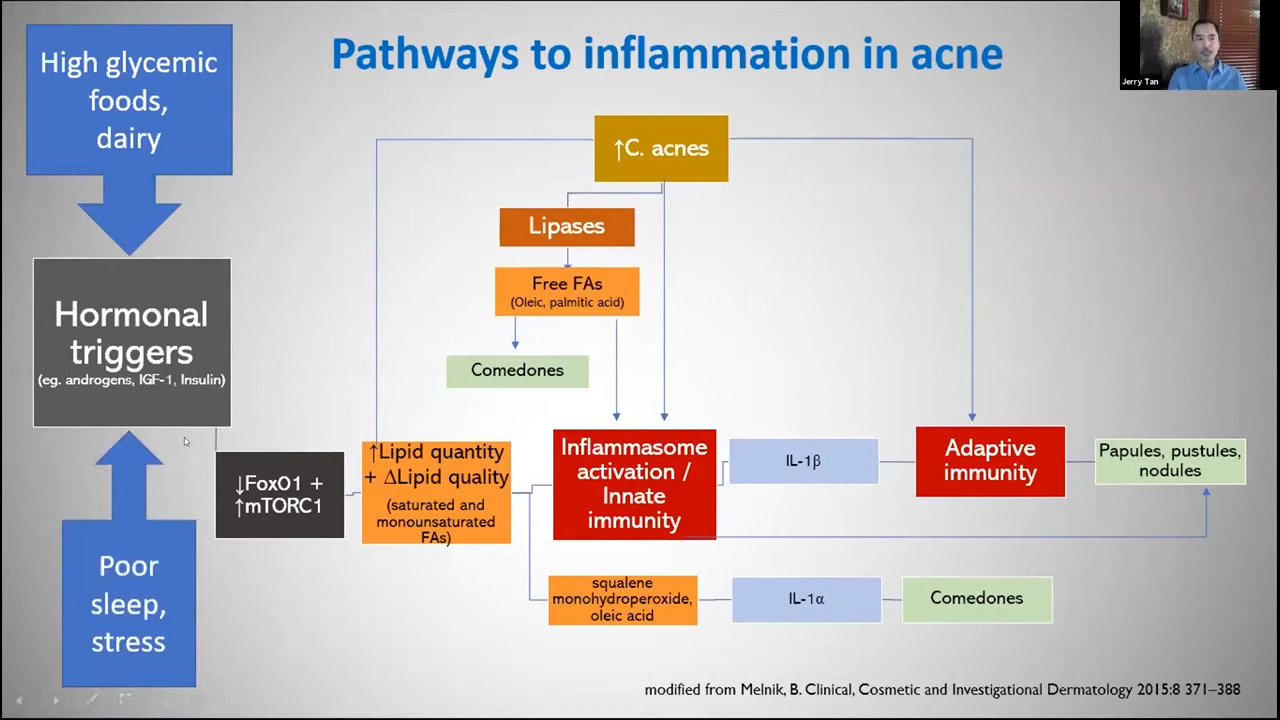 Pathways to inflammation in acne
Jerry Tan
High glycemic
foods,
dairy
Hormonal
triggers
(eg. androgens, IGF-1, Insulin)
Poor
sleep,
stress
↑C. acnes
Lipases
Free FAs
(Oleic, palmitic acid)
Comedones
↓FoxO1 +
↑mTORC1
↑Lipid quantity
+ ΔLipid quality
(saturated and
monounsaturated
FAs)
Inflammasome
activation /
Innate
immunity
IL-1β
Adaptive
immunity
Papules, pustules,
nodules
squalene
monohydroperoxide,
oleic acid
IL-1α
Comedones
modified from Melnik, B. Clinical, Cosmetic and Investigational Dermatology 2015:8 371–388